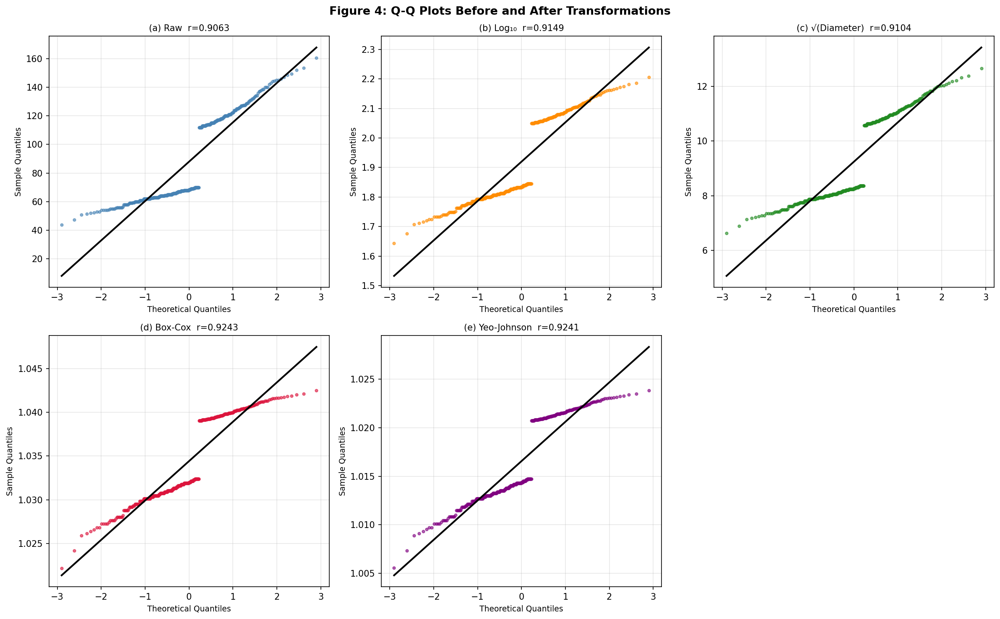 Figure 4: Q-Q Plots Before and After Transformations
(a) Raw  r=0.9063
(b) Log₁₀  r=0.9149
(c) √(Diameter)  r=0.9104
160
140
120
100
80
60
40
20
Sample Quantiles
−3 −2 −1 0 1 2 3
Theoretical Quantiles
2.3
2.2
2.1
2.0
1.9
1.8
1.7
1.6
1.5
Sample Quantiles
−3 −2 −1 0 1 2 3
Theoretical Quantiles
12
10
8
6
Sample Quantiles
−3 −2 −1 0 1 2 3
Theoretical Quantiles
(d) Box-Cox  r=0.9243
(e) Yeo-Johnson  r=0.9241
1.045
1.040
1.035
1.030
1.025
Sample Quantiles
−3 −2 −1 0 1 2 3
Theoretical Quantiles
1.025
1.020
1.015
1.010
1.005
Sample Quantiles
−3 −2 −1 0 1 2 3
Theoretical Quantiles